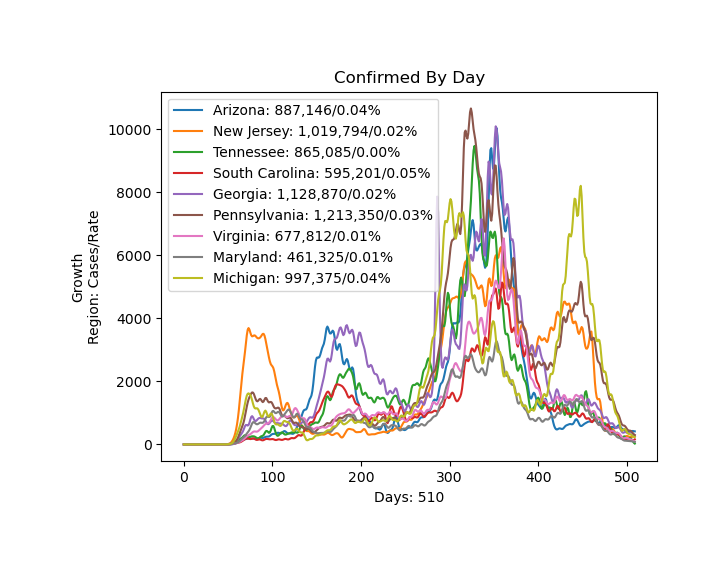 Confirmed By Day
Arizona: 887,146/0.04%
New Jersey: 1,019,794/0.02%
Tennessee: 865,085/0.00%
South Carolina: 595,201/0.05%
Georgia: 1,128,870/0.02%
Pennsylvania: 1,213,350/0.03%
Virginia: 677,812/0.01%
Maryland: 461,325/0.01%
Michigan: 997,375/0.04%
Growth
Region: Cases/Rate
10000
8000
6000
4000
2000
0
0 100 200 300 400 500
Days: 510